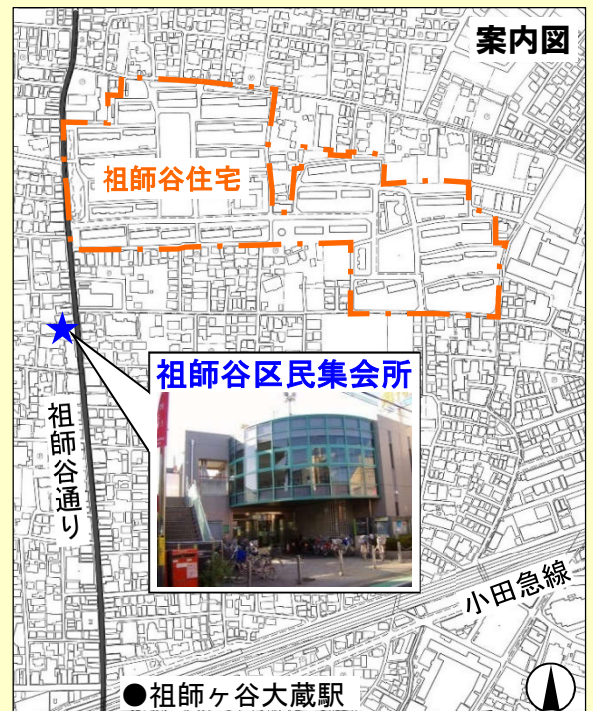 案内図
祖師谷住宅
祖師谷区民集会所
祖師谷通り
小田急線
●祖師ヶ谷大蔵駅